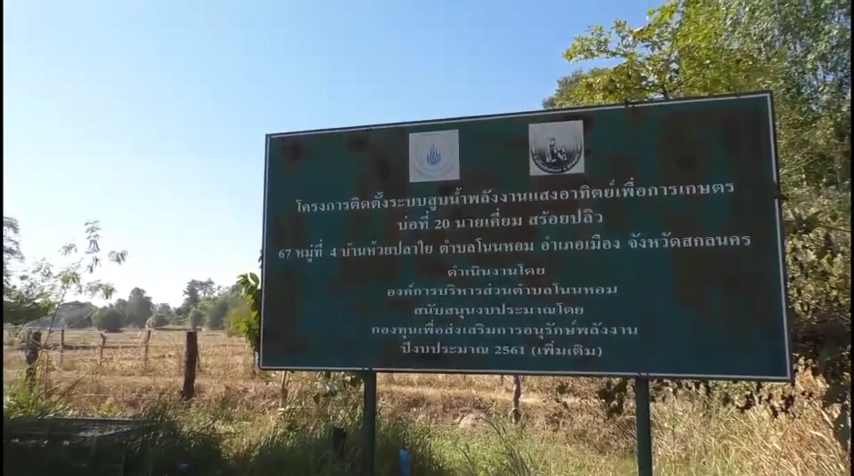 โครงการติดตั้งระบบสูบน้ำพลังงานแสงอาทิตย์เพื่อการเกษตร
บ่อที่ 20 นายเคี่ยม สร้อยปลิว
67 หมู่ที่ 4 บ้านห้วยปลาใย ตำบลโนนหอม อำเภอเมือง จังหวัดสกลนคร
ดำเนินงานโดย
องค์การบริหารส่วนตำบลโนนหอม
สนับสนุนงบประมาณโดย
กองทุนเพื่อส่งเสริมการอนุรักษ์พลังงาน
ปีงบประมาณ 2561 (เพิ่มเติม)